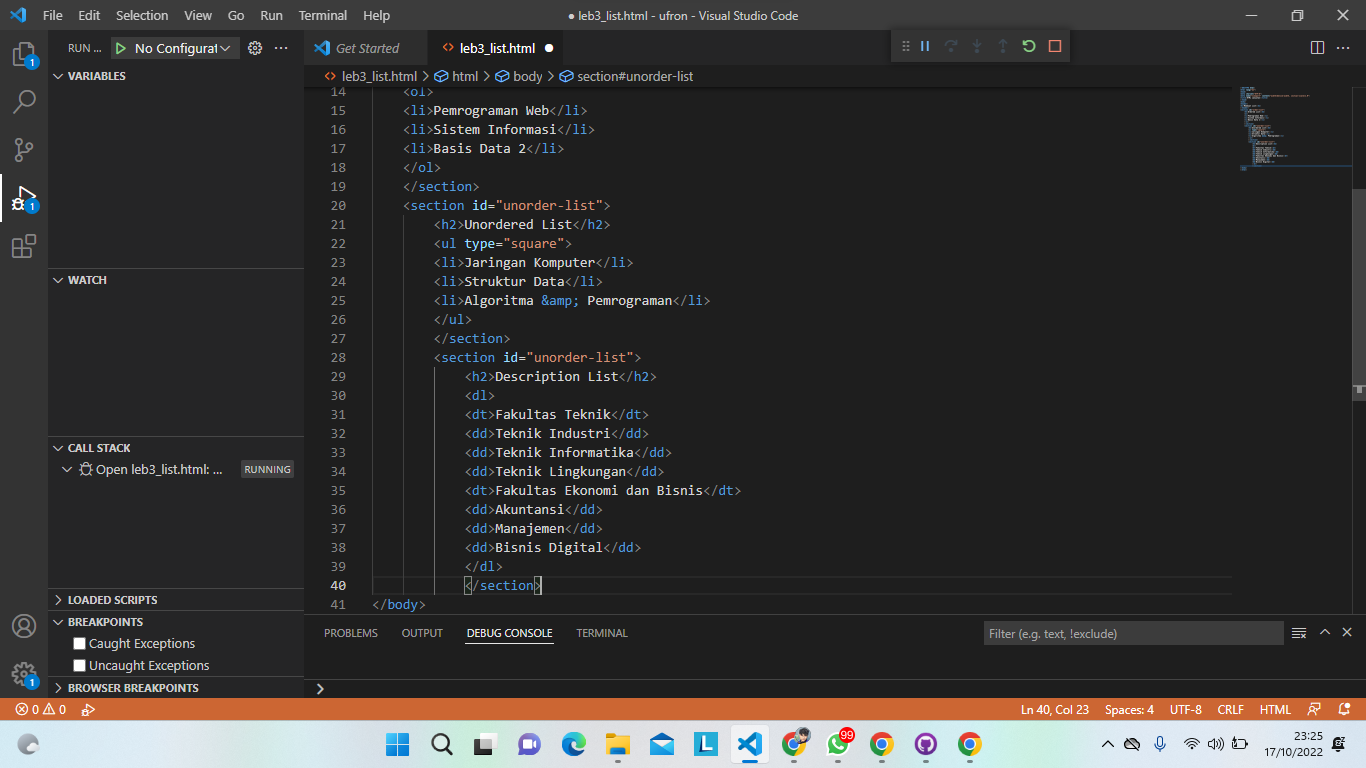 File Edit Selection View Go Run Terminal Help
● leb3_list.html - ufron - Visual Studio Code
RUN ... No Configurat
Get Started
leb3_list.html
leb3_list.html > html > body > section#unorder-list
1
1
1
VARIABLES
WATCH
CALL STACK
Open leb3_list.html: ... RUNNING
LOADED SCRIPTS
BREAKPOINTS
Caught Exceptions
Uncaught Exceptions
BROWSER BREAKPOINTS
14 <ol>
15 <li>Pemrograman Web</li>
16 <li>Sistem Informasi</li>
17 <li>Basis Data 2</li>
18 </ol>
19 </section>
20 <section id="unorder-list">
21 <h2>Unordered List</h2>
22 <ul type="square">
23 <li>Jaringan Komputer</li>
24 <li>Struktur Data</li>
25 <li>Algoritma &amp; Pemrograman</li>
26 </ul>
27 </section>
28 <section id="unorder-list">
29 <h2>Description List</h2>
30 <dl>
31 <dt>Fakultas Teknik</dt>
32 <dd>Teknik Industri</dd>
33 <dd>Teknik Informatika</dd>
34 <dd>Teknik Lingkungan</dd>
35 <dt>Fakultas Ekonomi dan Bisnis</dt>
36 <dd>Akuntansi</dd>
37 <dd>Manajemen</dd>
38 <dd>Bisnis Digital</dd>
39 </dl>
40 </section>
41 </body>
PROBLEMS OUTPUT DEBUG CONSOLE TERMINAL
Filter (e.g. text, !exclude)
0 0
Ln 40, Col 23 Spaces: 4 UTF-8 CRLF HTML
L
99
23:25
17/10/2022